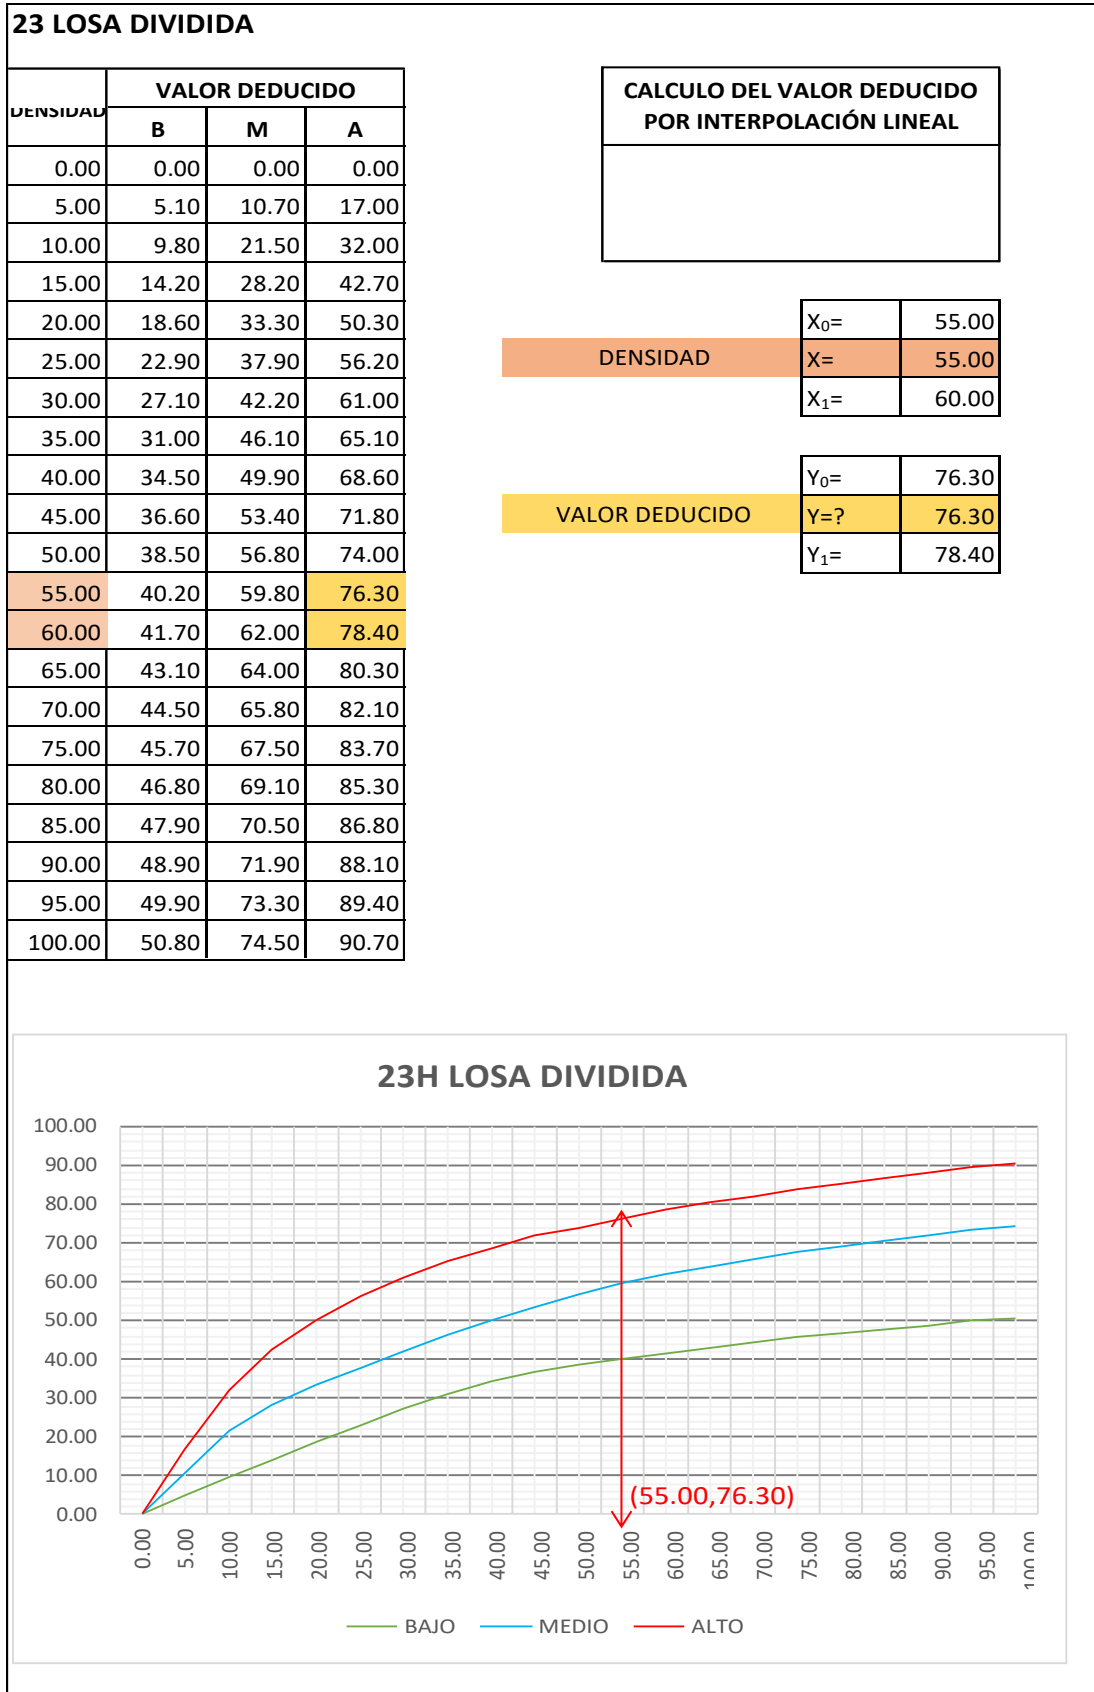 23 LOSA DIVIDIDA
DENSIDAD VALOR DEDUCIDO
B M A
0.00 0.00 0.00 0.00
5.00 5.10 10.70 17.00
10.00 9.80 21.50 32.00
15.00 14.20 28.20 42.70
20.00 18.60 33.30 50.30
25.00 22.90 37.90 56.20
30.00 27.10 42.20 61.00
35.00 31.00 46.10 65.10
40.00 34.50 49.90 68.60
45.00 36.60 53.40 71.80
50.00 38.50 56.80 74.00
55.00 40.20 59.80 76.30
60.00 41.70 62.00 78.40
65.00 43.10 64.00 80.30
70.00 44.50 65.80 82.10
75.00 45.70 67.50 83.70
80.00 46.80 69.10 85.30
85.00 47.90 70.50 86.80
90.00 48.90 71.90 88.10
95.00 49.90 73.30 89.40
100.00 50.80 74.50 90.70
CALCULO DEL VALOR DEDUCIDO
POR INTERPOLACIÓN LINEAL
X₀= 55.00
DENSIDAD X= 55.00
X₁= 60.00
Y₀= 76.30
VALOR DEDUCIDO Y=? 76.30
Y₁= 78.40
23H LOSA DIVIDIDA
100.00
90.00
80.00
70.00
60.00
50.00
40.00
30.00
20.00
10.00
0.00
(55.00,76.30)
0.00 5.00 10.00 15.00 20.00 25.00 30.00 35.00 40.00 45.00 50.00 55.00 60.00 65.00 70.00 75.00 80.00 85.00 90.00 95.00 100.00
BAJO MEDIO ALTO